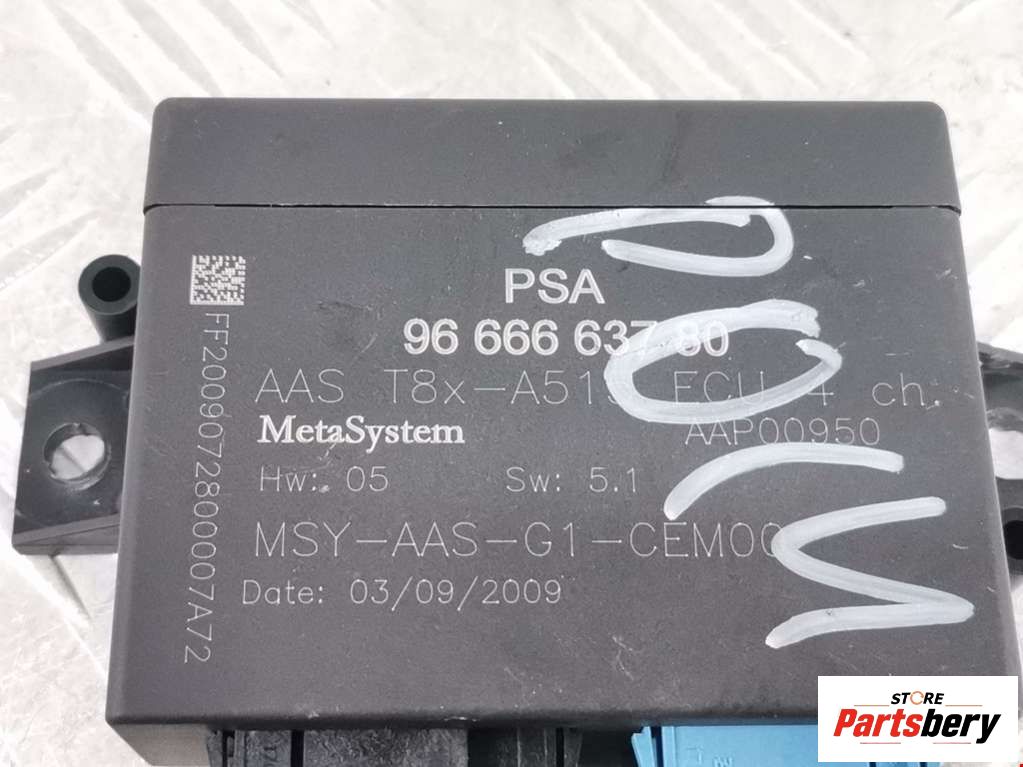 PSA
96 666 637 80
AAS T8x-A51 ECU 4 ch.
MetaSystem
AAP00950
Hw: 05 Sw: 5.1
MSY-AAS-G1-CEM00
Date: 03/09/2009
FF2009072800007A72
STORE
Partsbery